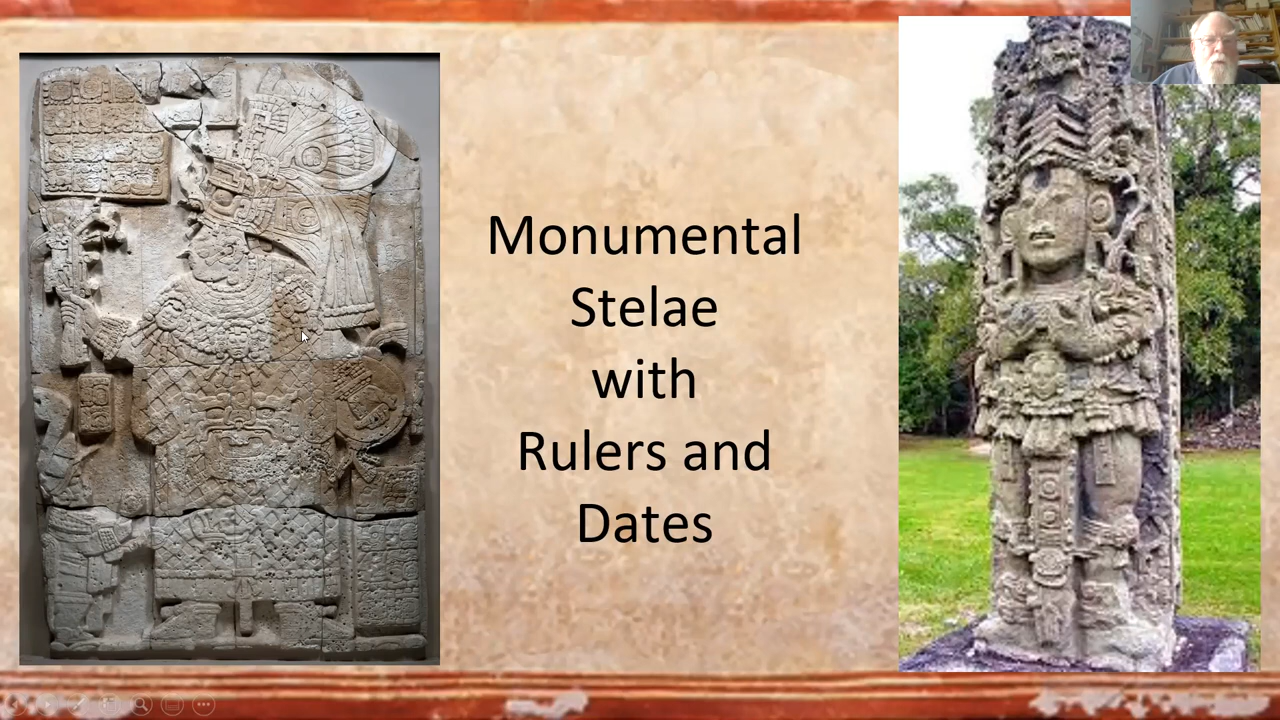 Monumental
Stelae
with
Rulers and
Dates